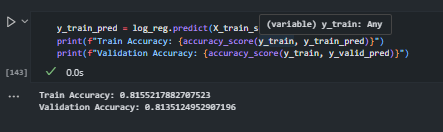 y_train_pred = log_reg.predict(X_train_s
(variable) y_train: Any
print(f"Train Accuracy: {accuracy_score(y_train, y_train_pred)}")
print(f"Validation Accuracy: {accuracy_score(y_train, y_valid_pred)}")
[143] 0.0s
... Train Accuracy: 0.8155217882707523
Validation Accuracy: 0.8135124952907196